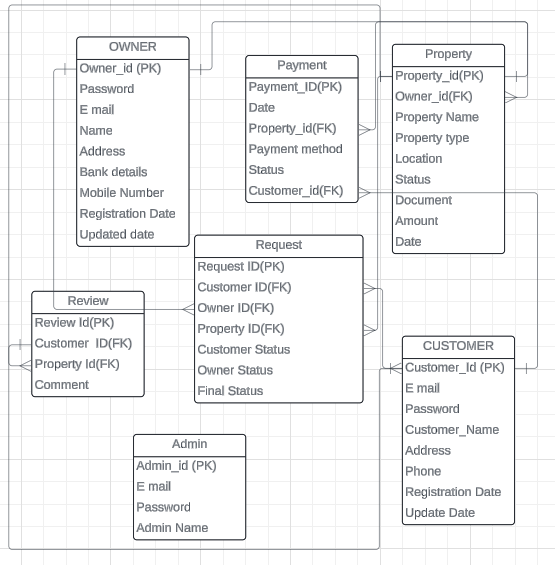 OWNER
Owner_id (PK)
Password
E mail
Name
Address
Bank details
Mobile Number
Registration Date
Updated date
Payment
Payment_ID(PK)
Date
Property_id(FK)
Payment method
Status
Customer_id(FK)
Property
Property_id(PK)
Owner_id(FK)
Property Name
Property type
Location
Status
Document
Amount
Date
Request
Request ID(PK)
Customer ID(FK)
Owner ID(FK)
Property ID(FK)
Customer Status
Owner Status
Final Status
Review
Review Id(PK)
Customer  ID(FK)
Property Id(FK)
Comment
CUSTOMER
Customer_Id (PK)
E mail
Password
Customer_Name
Address
Phone
Registration Date
Update Date
Admin
Admin_id (PK)
E mail
Password
Admin Name